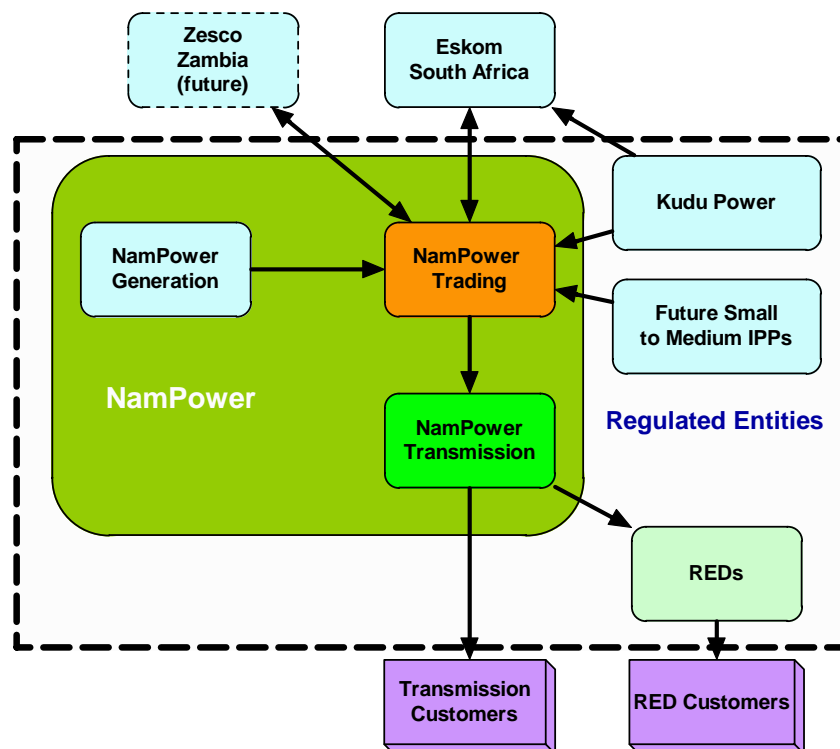 Zesco
Zambia
(future)
Eskom
South Africa
Kudu Power
NamPower
Generation
NamPower
Trading
Future Small
to Medium IPPs
NamPower
NamPower
Transmission
Regulated Entities
REDs
Transmission
Customers
RED Customers